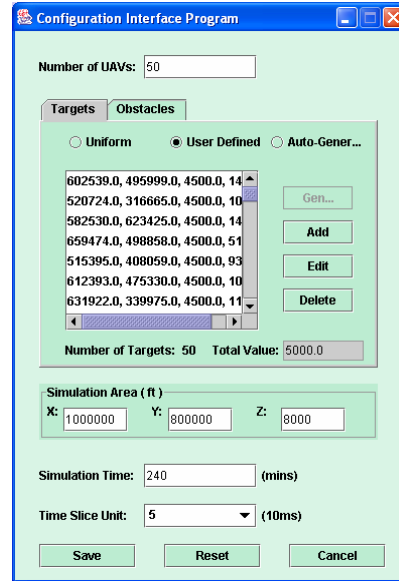 Configuration Interface Program
Number of UAVs: 50
Targets Obstacles
Uniform User Defined Auto-Gener...
602539.0, 495999.0, 4500.0, 14
520724.0, 316665.0, 4500.0, 10
582530.0, 623425.0, 4500.0, 14
659474.0, 498858.0, 4500.0, 51
515395.0, 408059.0, 4500.0, 93
612393.0, 475330.0, 4500.0, 10
631922.0, 339975.0, 4500.0, 11
Gen...
Add
Edit
Delete
Number of Targets: 50 Total Value: 5000.0
Simulation Area ( ft )
X: 1000000 Y: 800000 Z: 8000
Simulation Time: 240 (mins)
Time Slice Unit: 5 (10ms)
Save Reset Cancel